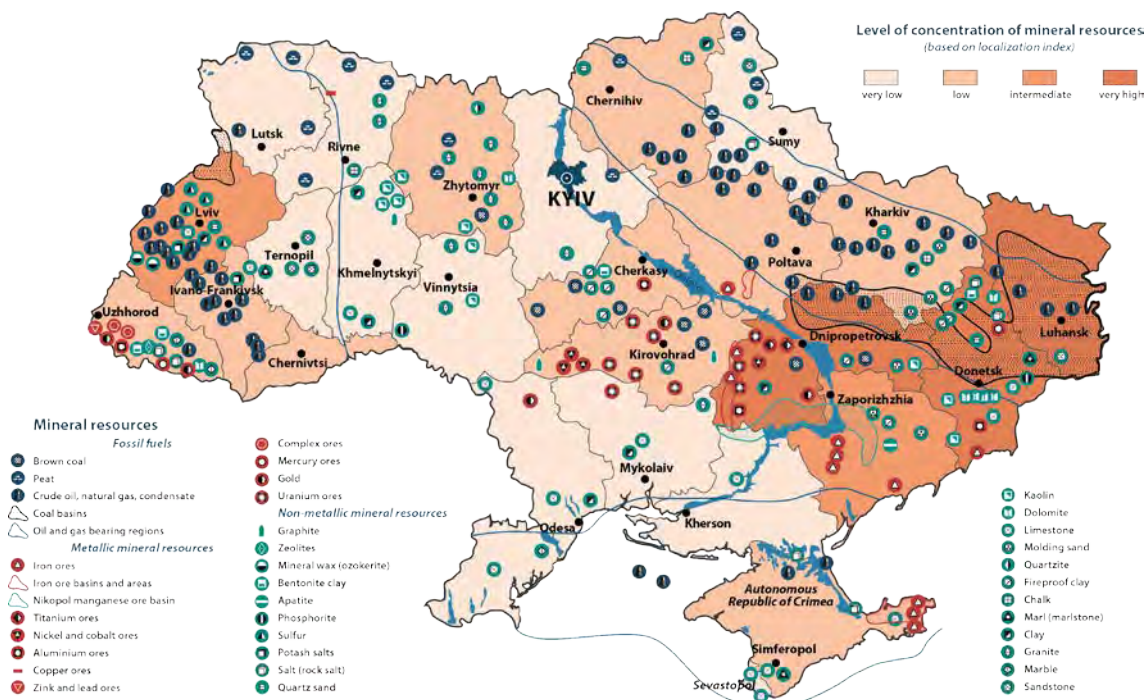 Level of concentration of mineral resources
(based on localization index)
very low
low
intermediate
very high
Chernihiv
Sumy
Lutsk
Rivne
Zhytomyr
KYIV
Kharkiv
Lviv
Poltava
Ternopil
Khmelnytskyi
Vinnytsia
Cherkasy
Ivano-Frankivsk
Uzhhorod
Luhansk
Dnipropetrovsk
Chernivtsi
Kirovohrad
Donetsk
Zaporizhzhia
Mykolaiv
Odesa
Kherson
Autonomous
Republic of Crimea
Simferopol
Sevastopol
Mineral resources
Fossil fuels
Brown coal
Peat
Crude oil, natural gas, condensate
Coal basins
Oil and gas bearing regions
Metallic mineral resources
Iron ores
Iron ore basins and areas
Nikopol manganese ore basin
Titanium ores
Nickel and cobalt ores
Aluminium ores
Copper ores
Zink and lead ores
Complex ores
Mercury ores
Gold
Uranium ores
Non-metallic mineral resources
Graphite
Zeolites
Mineral wax (ozokerite)
Bentonite clay
Apatite
Phosphorite
Sulfur
Potash salts
Salt (rock salt)
Quartz sand
Kaolin
Dolomite
Limestone
Molding sand
Quartzite
Fireproof clay
Chalk
Marl (marlstone)
Clay
Granite
Marble
Sandstone